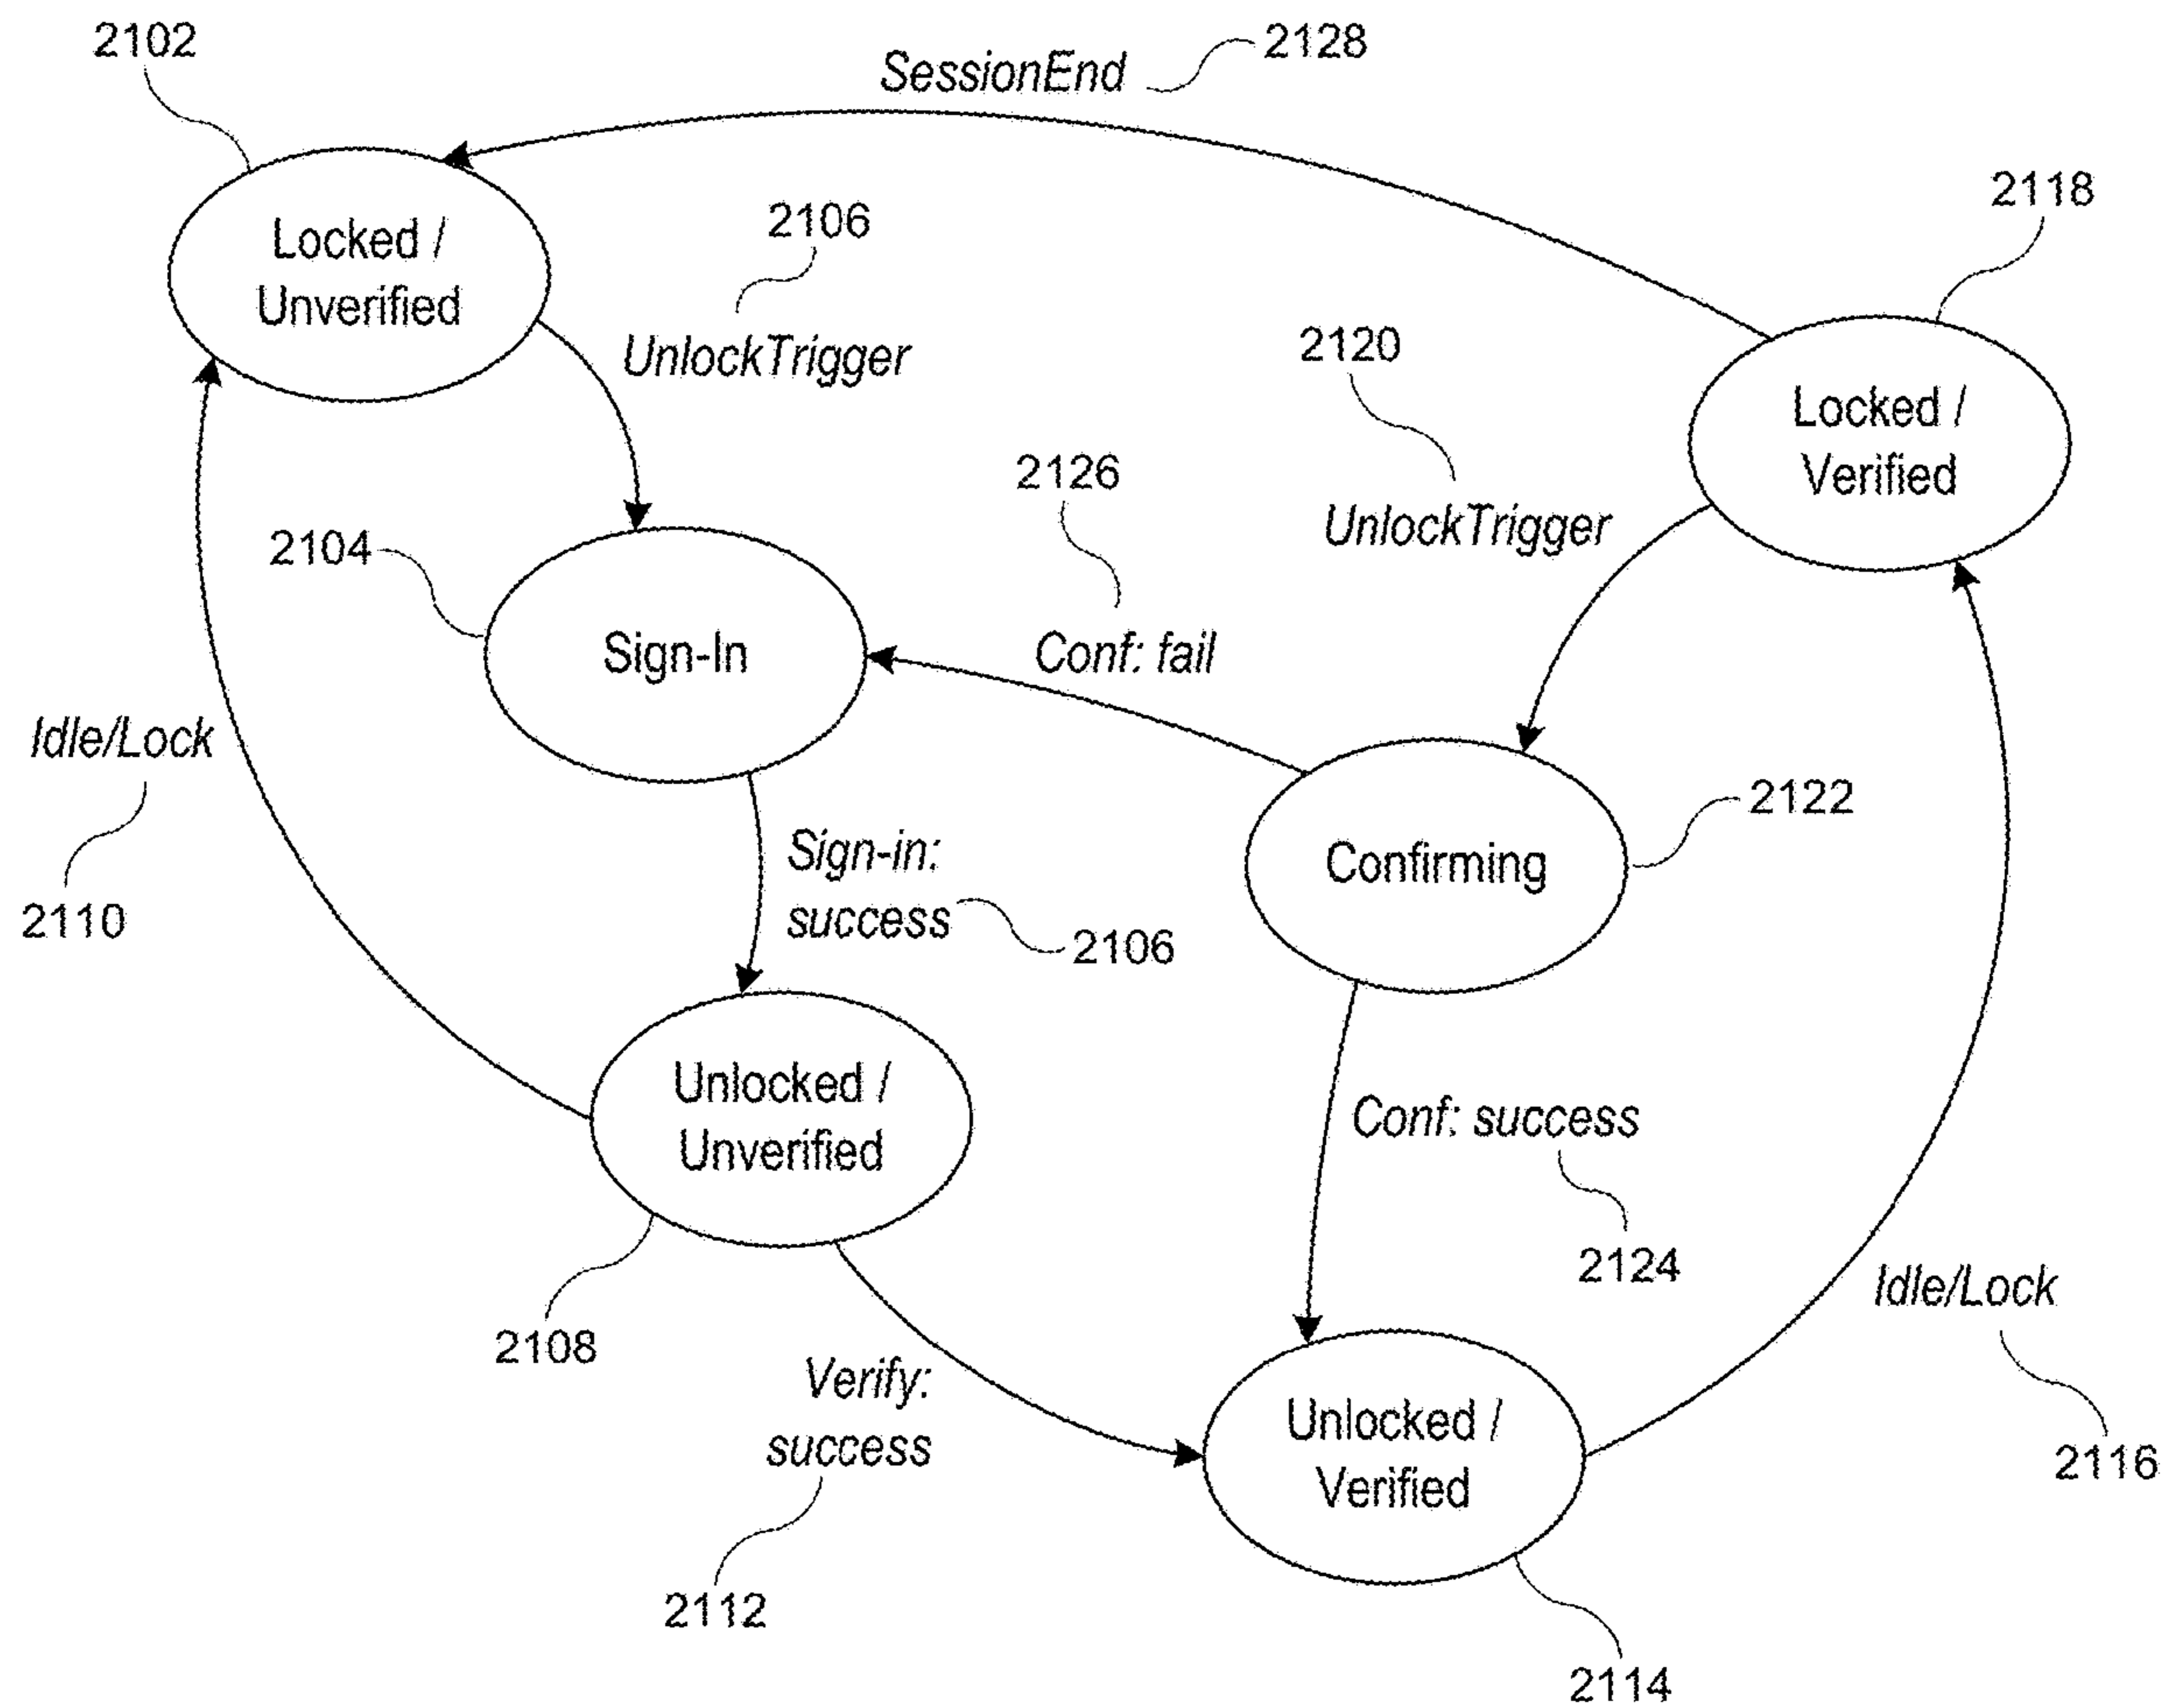 2102
SessionEnd
2128
Locked /
Unverified
2106
UnlockTrigger
2118
2120
UnlockTrigger
Locked /
Verified
2126
Conf: fail
2104
Sign-In
Idle/Lock
2110
2122
Confirming
Sign-in:
success
2106
Unlocked /
Unverified
Conf: success
2124
2108
Verify:
success
2112
Idle/Lock
2116
Unlocked /
Verified
2114